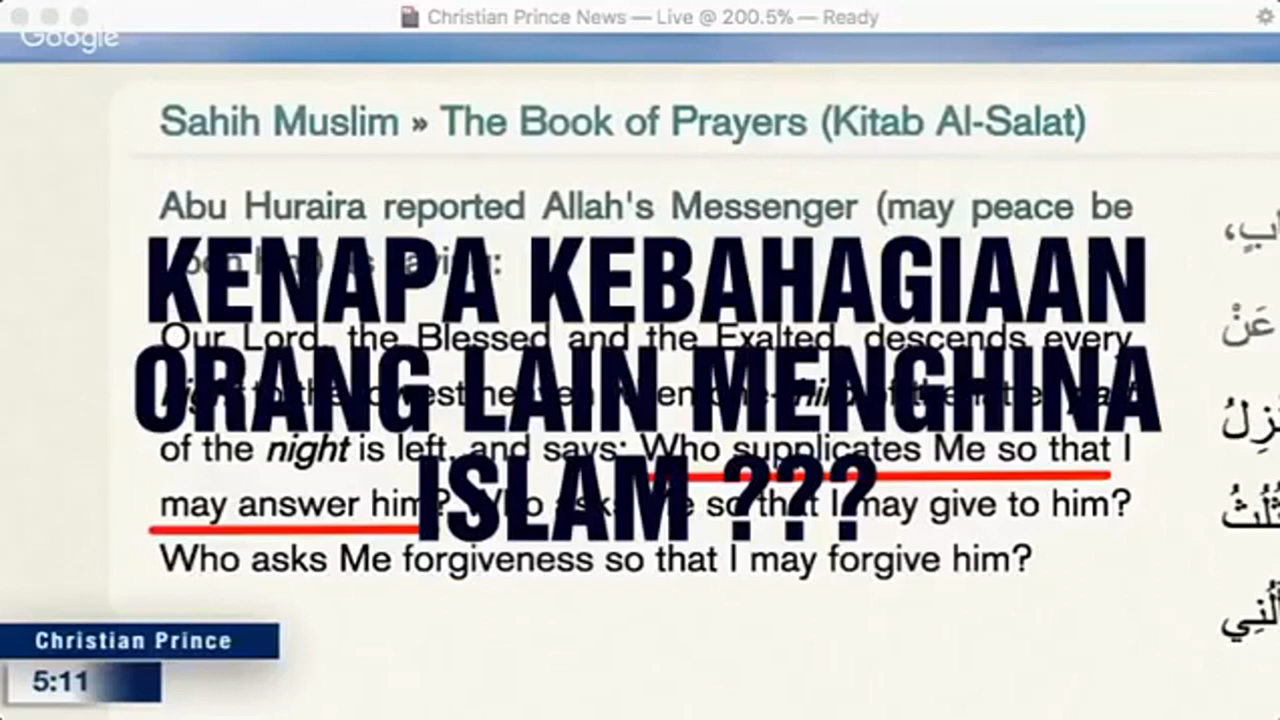 Christian Prince News — Live @ 200.5% — Ready
Google
Sahih Muslim » The Book of Prayers (Kitab Al-Salat)
Abu Huraira reported Allah's Messenger (may peace be
KENAPA KEBAHAGIAAN
Our Lord, the Blessed and the Exalted, descends every
ORANG LAIN MENGHINA
of the night is left, and says: Who supplicates Me so that I
ISLAM ???
may answer him? Who asks Me so that I may give to him?
Who asks Me forgiveness so that I may forgive him?
عَنْ
Christian Prince
5:11